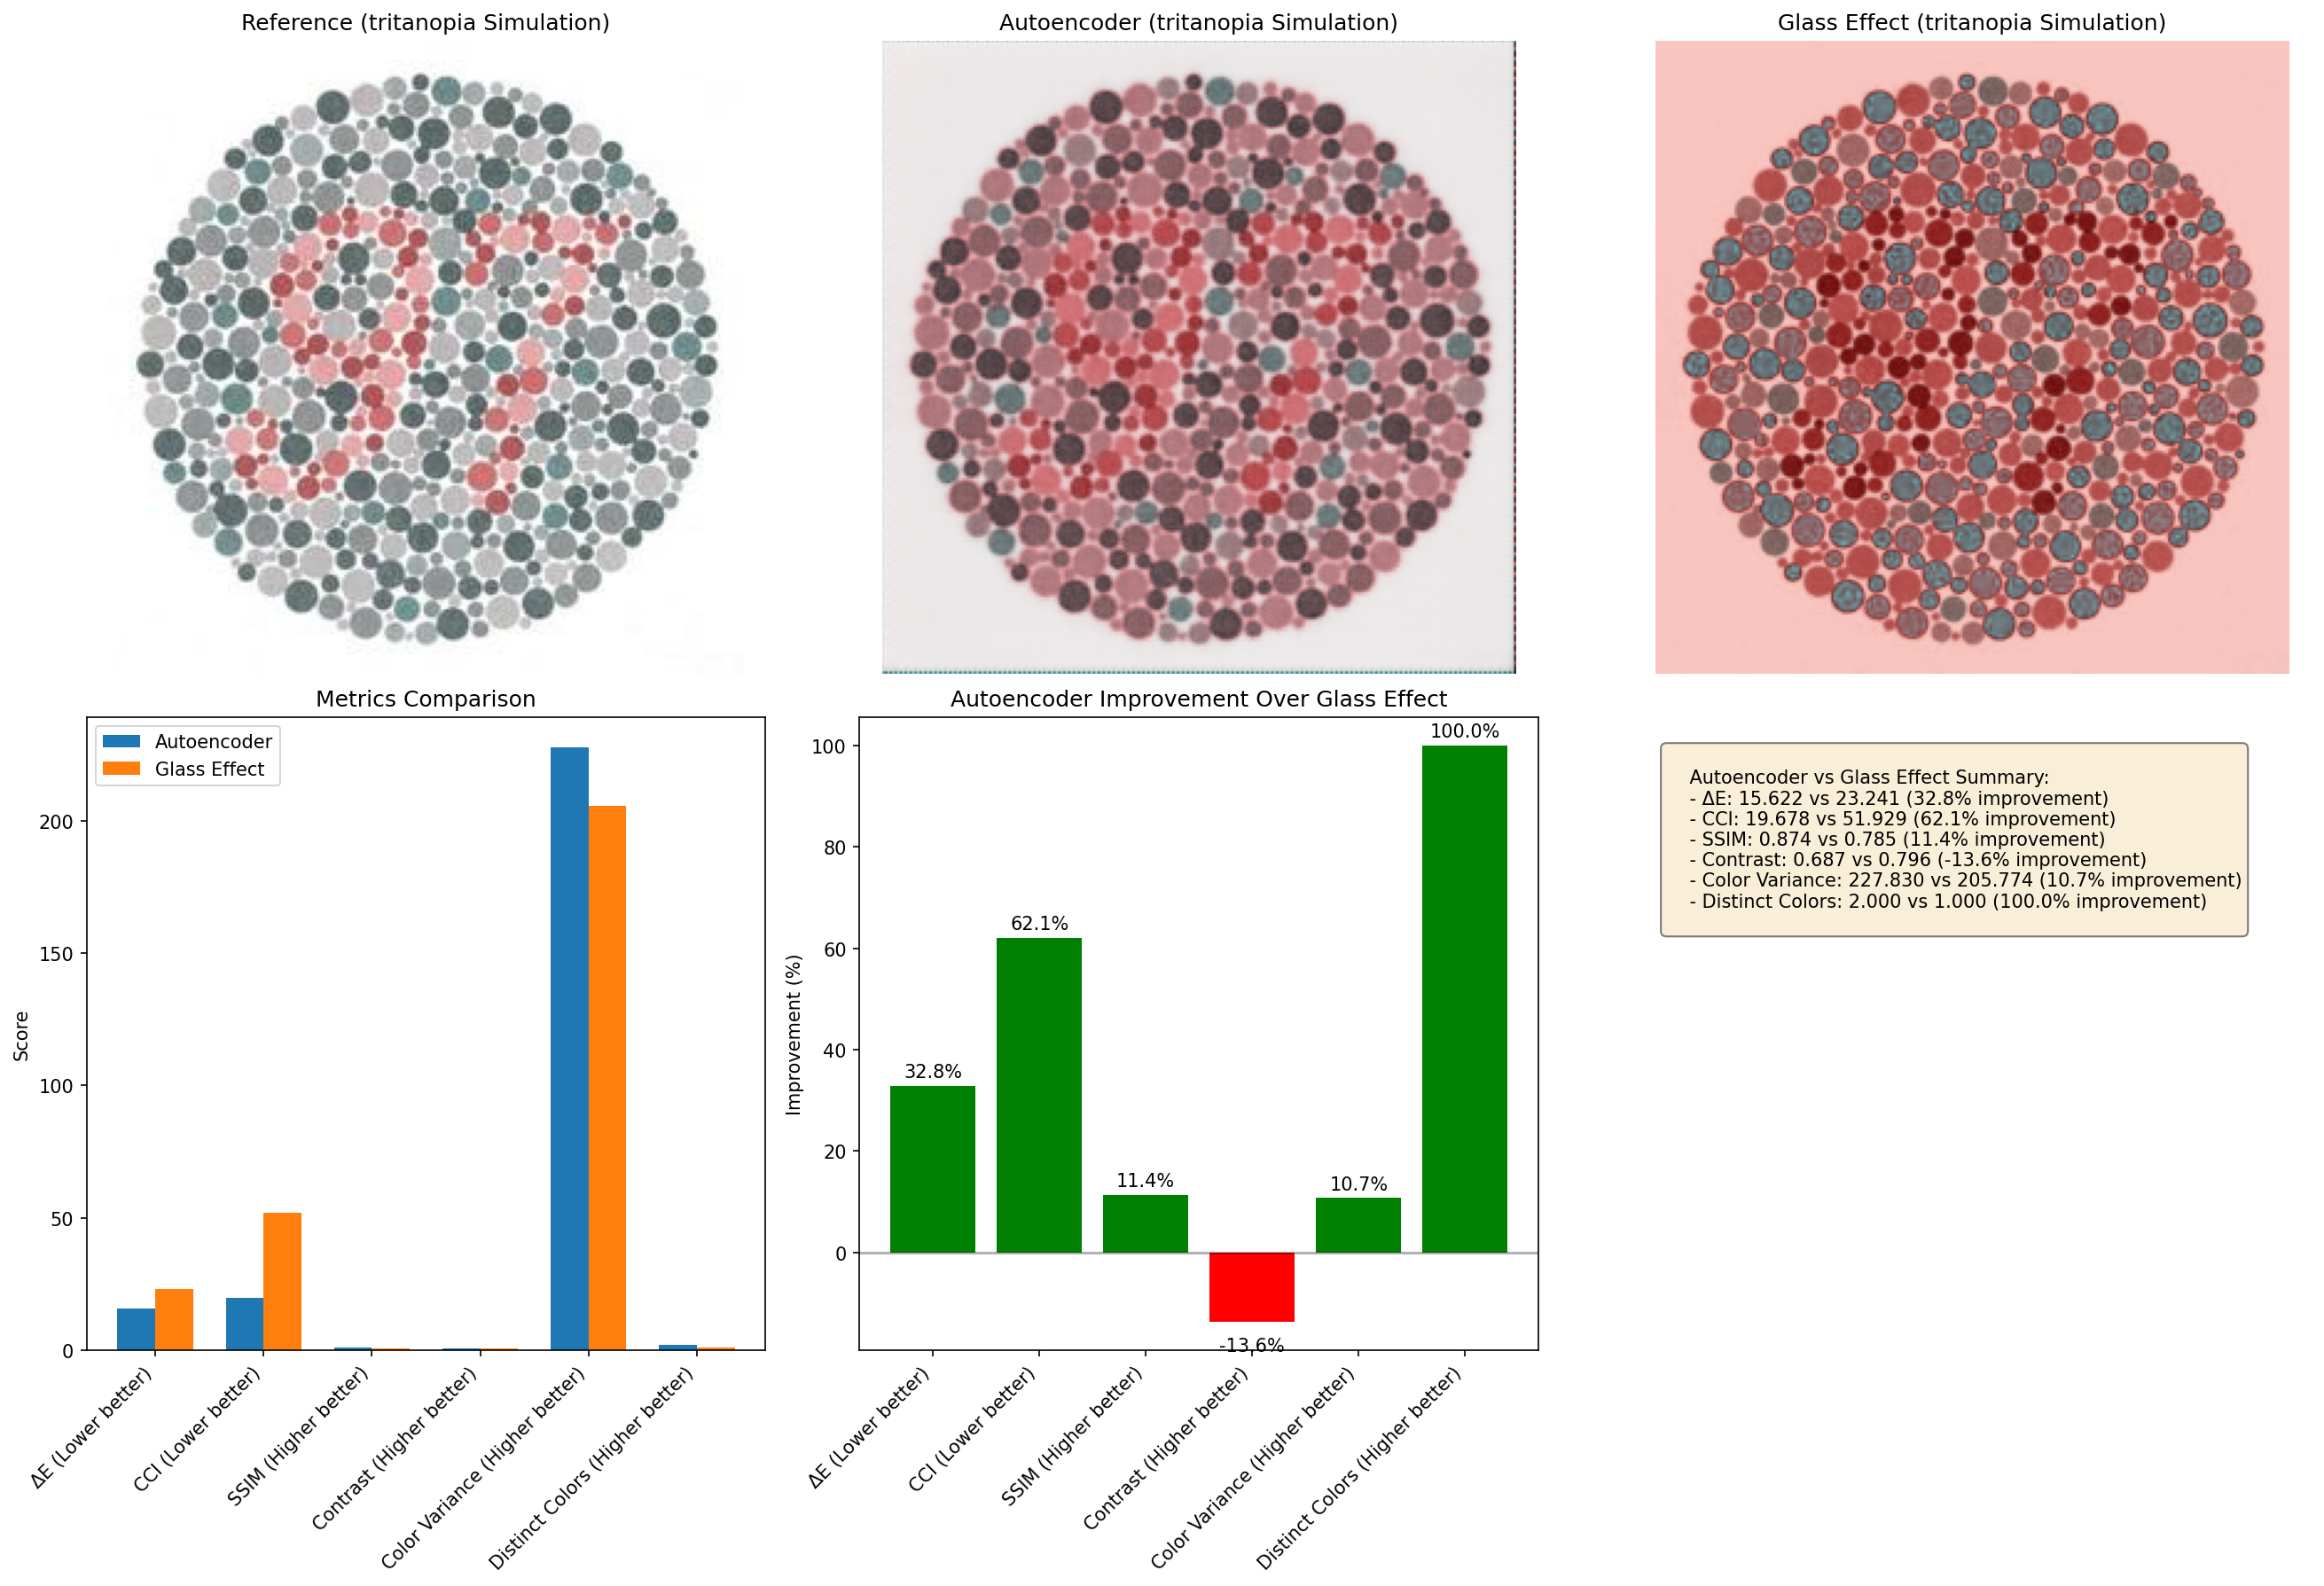 Reference (tritanopia Simulation)
Autoencoder (tritanopia Simulation)
Glass Effect (tritanopia Simulation)
97
Metrics Comparison
Autoencoder
Glass Effect
Score
200
150
100
50
0
ΔE (Lower better)
CCI (Lower better)
SSIM (Higher better)
Contrast (Higher better)
Color Variance (Higher better)
Distinct Colors (Higher better)
Autoencoder Improvement Over Glass Effect
Improvement (%)
100
80
60
40
20
0
32.8%
62.1%
11.4%
-13.6%
10.7%
100.0%
ΔE (Lower better)
CCI (Lower better)
SSIM (Higher better)
Contrast (Higher better)
Color Variance (Higher better)
Distinct Colors (Higher better)
Autoencoder vs Glass Effect Summary:
- ΔE: 15.622 vs 23.241 (32.8% improvement)
- CCI: 19.678 vs 51.929 (62.1% improvement)
- SSIM: 0.874 vs 0.785 (11.4% improvement)
- Contrast: 0.687 vs 0.796 (-13.6% improvement)
- Color Variance: 227.830 vs 205.774 (10.7% improvement)
- Distinct Colors: 2.000 vs 1.000 (100.0% improvement)